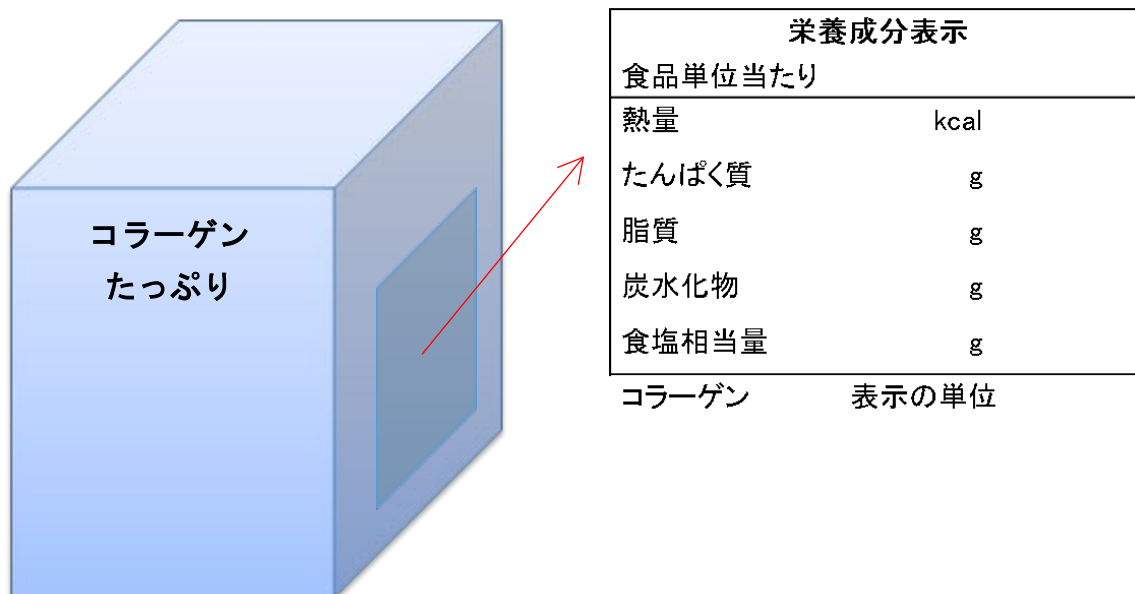 コラーゲン
たっぷり
栄養成分表示
食品単位当たり
熱量 kcal
たんぱく質 g
脂質 g
炭水化物 g
食塩相当量 g
コラーゲン 表示の単位